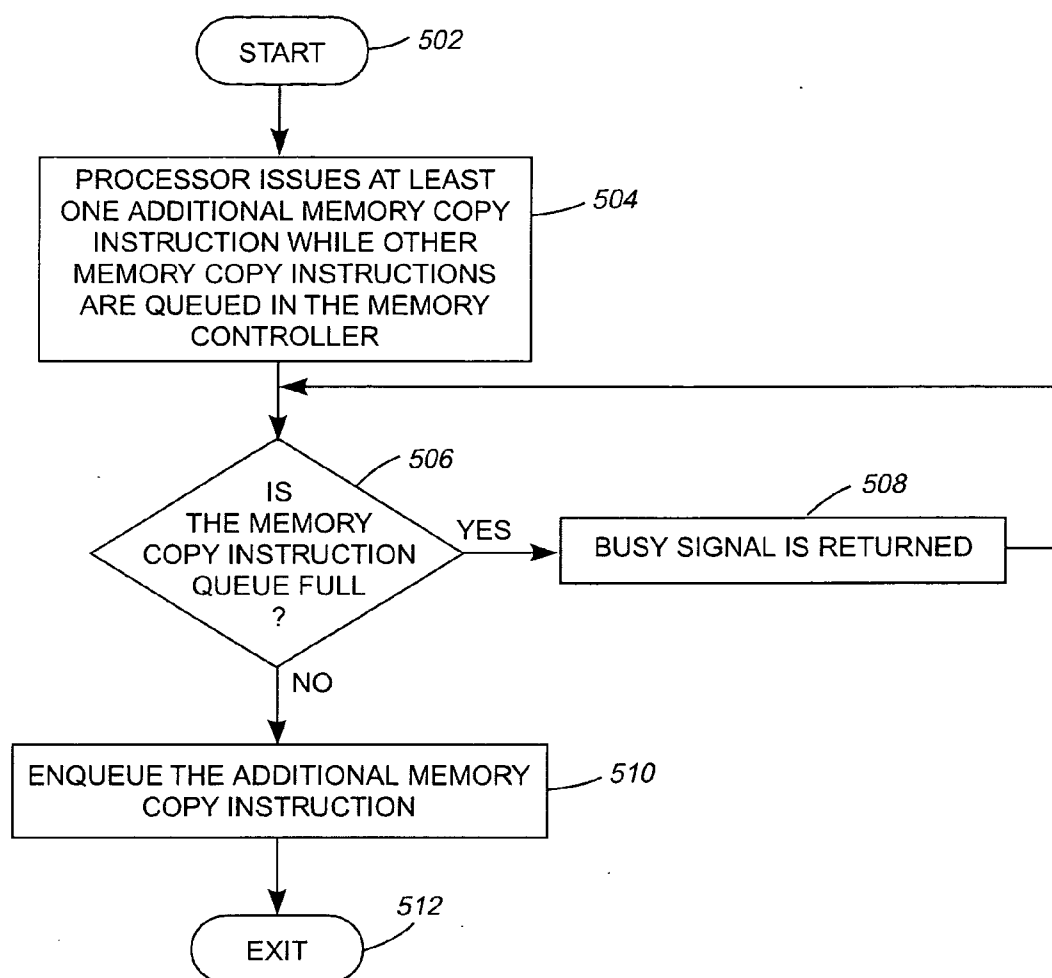 START
502
PROCESSOR ISSUES AT LEAST
ONE ADDITIONAL MEMORY COPY
INSTRUCTION WHILE OTHER
MEMORY COPY INSTRUCTIONS
ARE QUEUED IN THE MEMORY
CONTROLLER
504
IS
THE MEMORY
COPY INSTRUCTION
QUEUE FULL
?
506
YES
BUSY SIGNAL IS RETURNED
508
NO
ENQUEUE THE ADDITIONAL MEMORY
COPY INSTRUCTION
510
EXIT
512